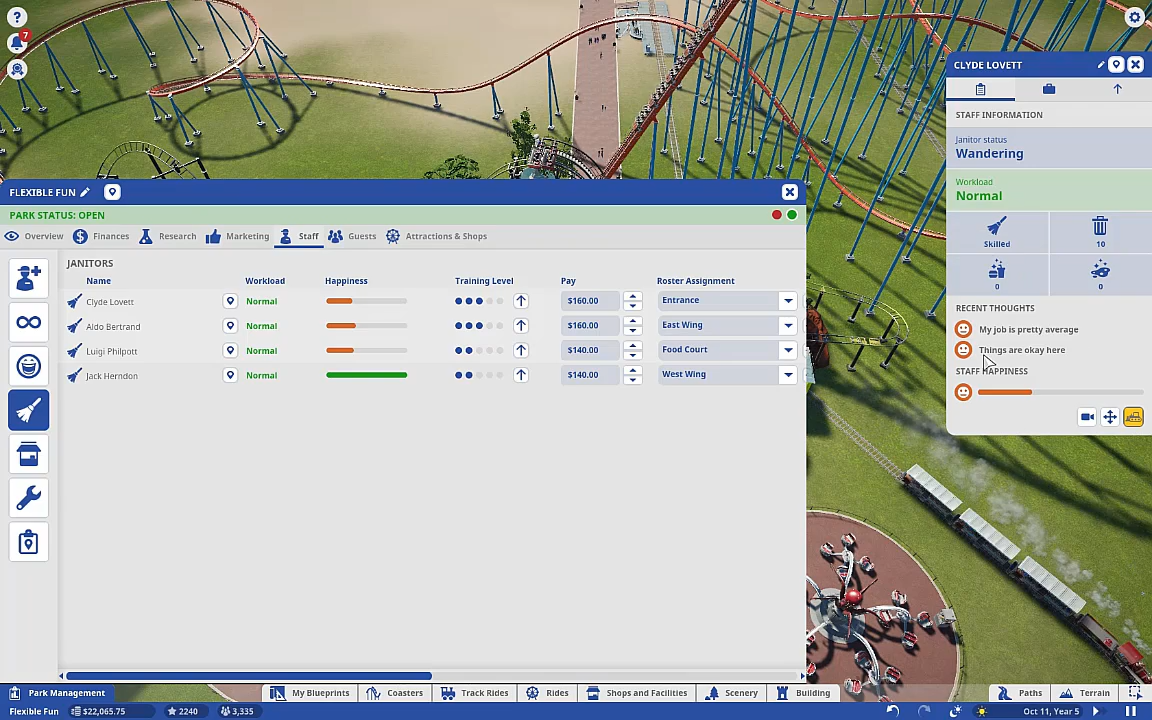 ?
7
CLYDE LOVETT
STAFF INFORMATION
Janitor status
Wandering
Workload
Normal
Skilled
10
0
0
RECENT THOUGHTS
My job is pretty average
Things are okay here
STAFF HAPPINESS
FLEXIBLE FUN
PARK STATUS: OPEN
Overview
Finances
Research
Marketing
Staff
Guests
Attractions & Shops
JANITORS
Name Workload Happiness Training Level Pay Roster Assignment
Clyde Lovett Normal $160.00 Entrance
Aldo Bertrand Normal $160.00 East Wing
Luigi Philpott Normal $140.00 Food Court
Jack Herndon Normal $140.00 West Wing
Park Management
My Blueprints
Coasters
Track Rides
Rides
Shops and Facilities
Scenery
Building
Paths
Terrain
Flexible Fun $22,065.75 2240 3,335
Oct 11, Year 5